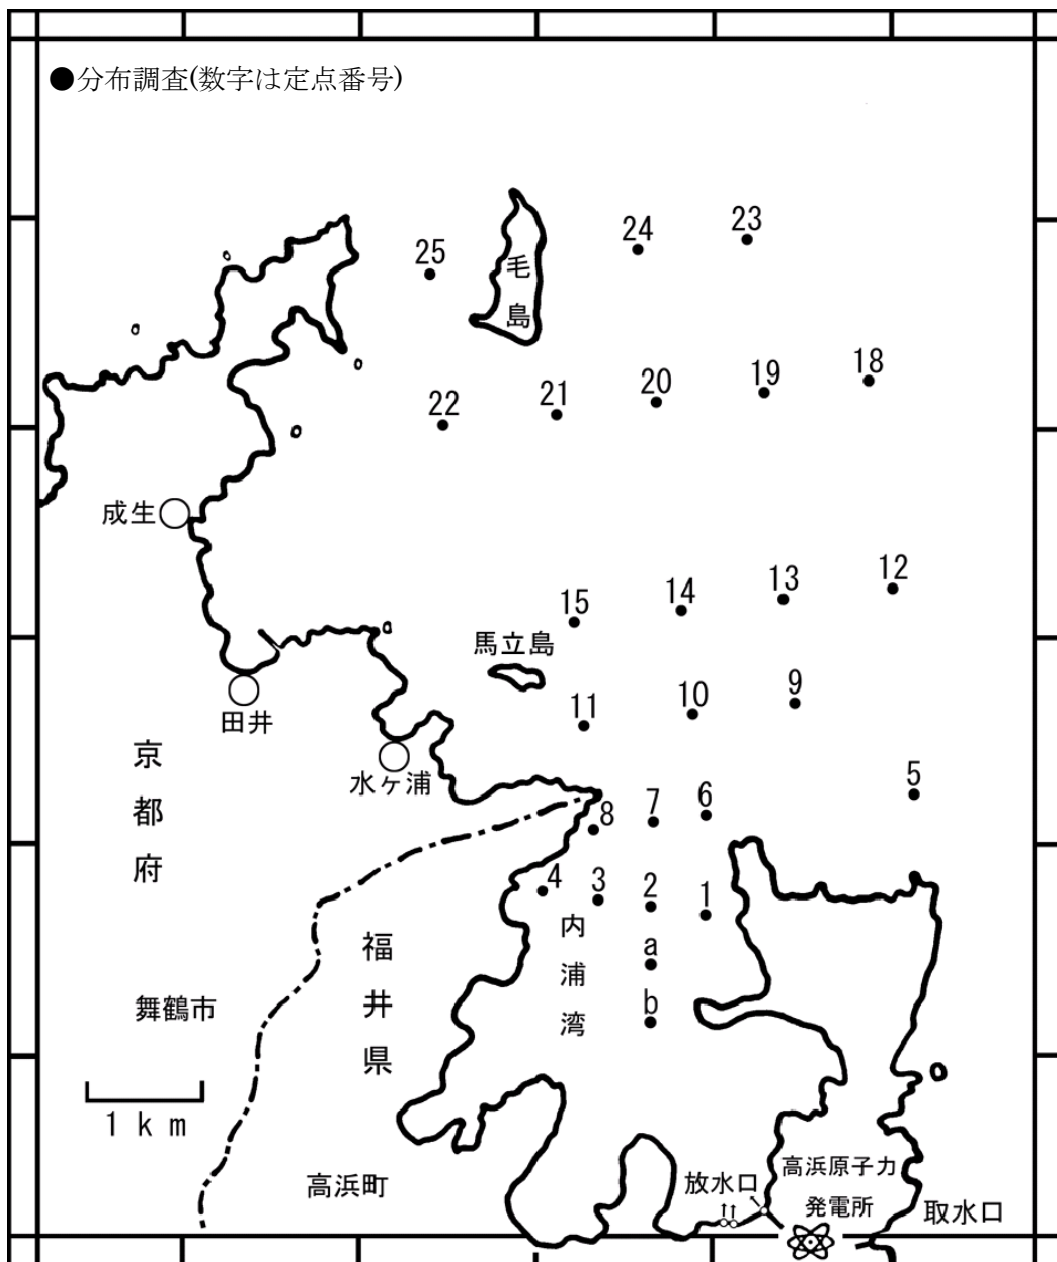 ●分布調査(数字は定点番号)
23
24
25
毛島
18
19
20
21
22
成生
12
13
14
15
馬立島
9
10
11
田井
水ヶ浦
京都府
5
6
7
8
4
3
2
1
内浦湾
a
b
福井県
舞鶴市
1km
高浜町
放水口
高浜原子力
発電所
取水口